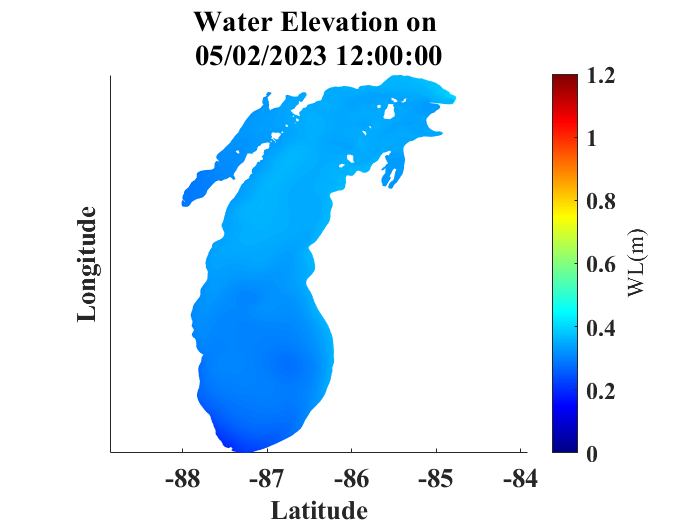 Water Elevation on
05/02/2023 12:00:00
Longitude
-88 -87 -86 -85 -84
Latitude
1.2
1
0.8
0.6
0.4
0.2
0
WL(m)